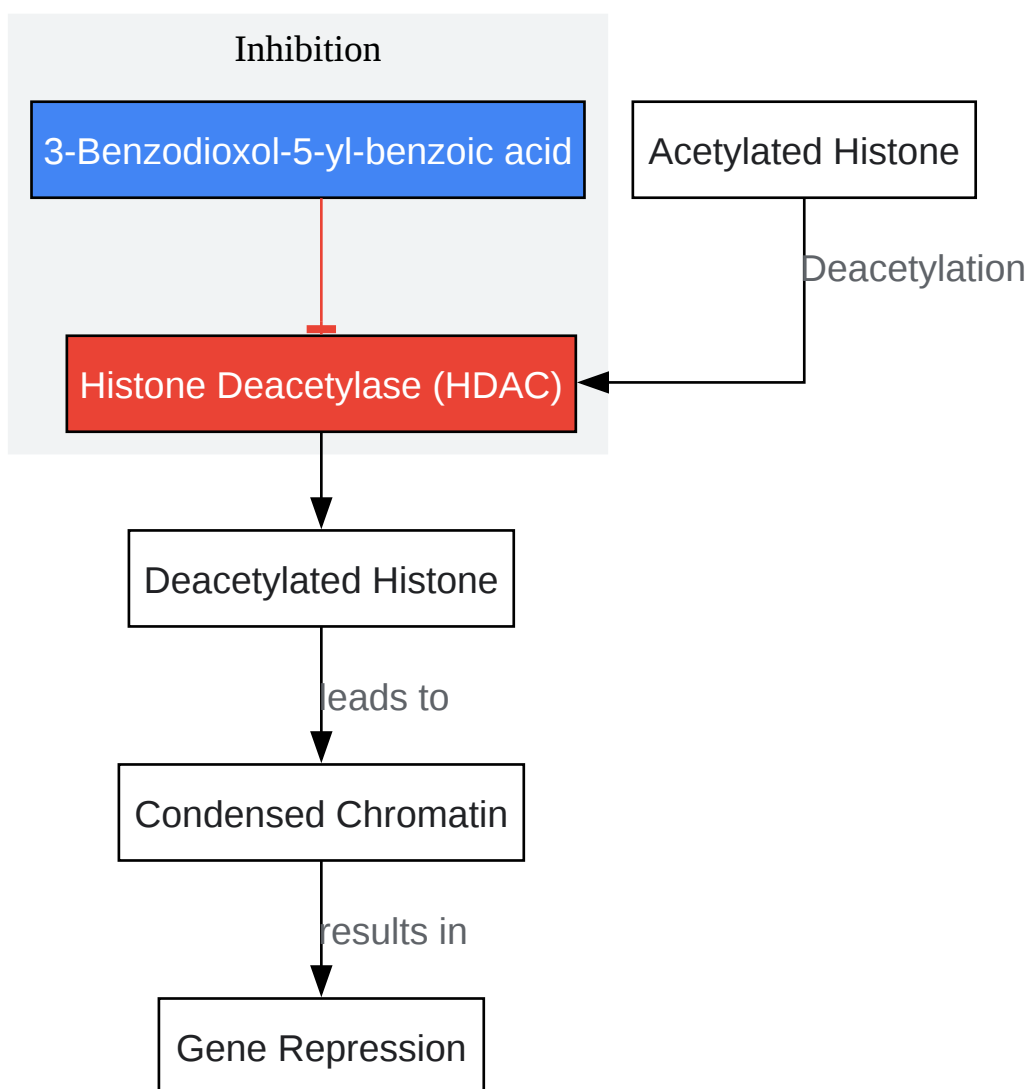 Inhibition
3-Benzodioxol-5-yl-benzoic acid
Acetylated Histone
Deacetylation
Histone Deacetylase (HDAC)
Deacetylated Histone
leads to
Condensed Chromatin
results in
Gene Repression